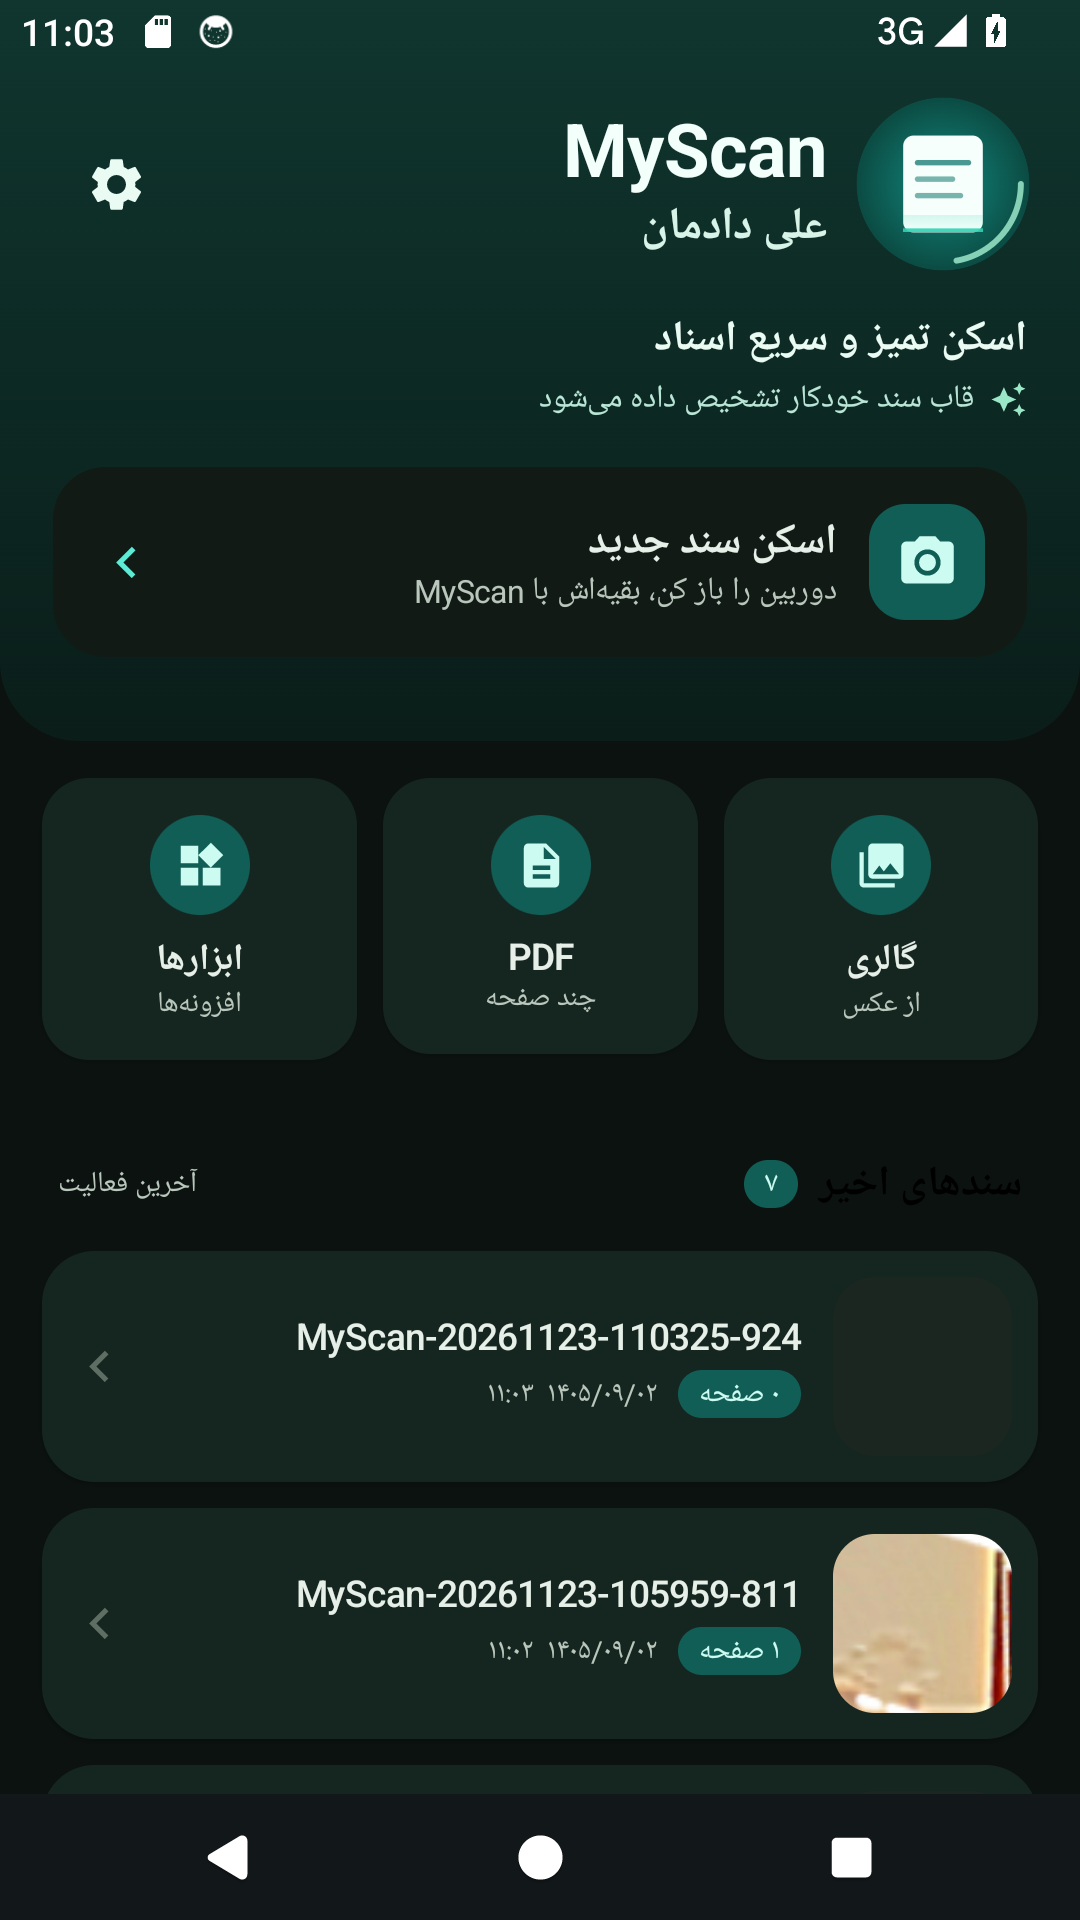 11:03
3G
MyScan
علی دادمان
اسکن تمیز و سریع اسناد
قاب سند خودکار تشخیص داده می‌شود
اسکن سند جدید
دوربین را باز کن، بقیه‌اش با MyScan
گالری
از عکس
PDF
چند صفحه
ابزارها
افزونه‌ها
سندهای اخیر ۷
آخرین فعالیت
MyScan-20261123-110325-924
۰ صفحه ۱۴۰۵/۰۹/۰۲ ۱۱:۰۳
MyScan-20261123-105959-811
۱ صفحه ۱۴۰۵/۰۹/۰۲ ۱۱:۰۲